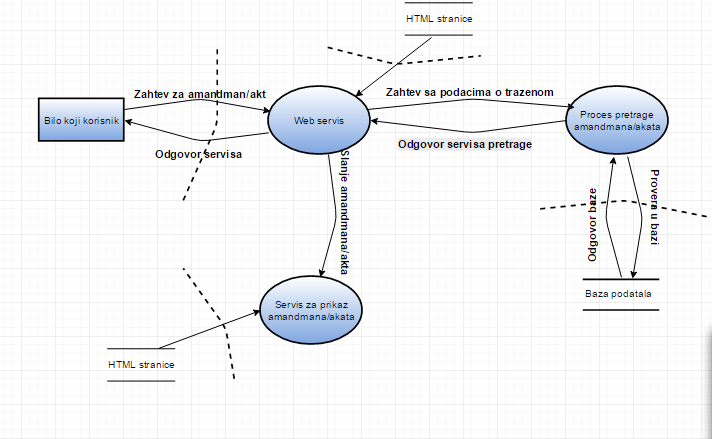 HTML stranice
Zahtev za amandman/akt
Zahtev sa podacima o trazenom
Bilo koji korisnik
Web servis
Proces pretrage
amandmana/akata
Odgovor servisa
Odgovor servisa pretrage
Slanje amandmana/akta
Odgovor baze
Provera u bazi
Servis za prikaz
amandmana/akata
Baza podatala
HTML stranice